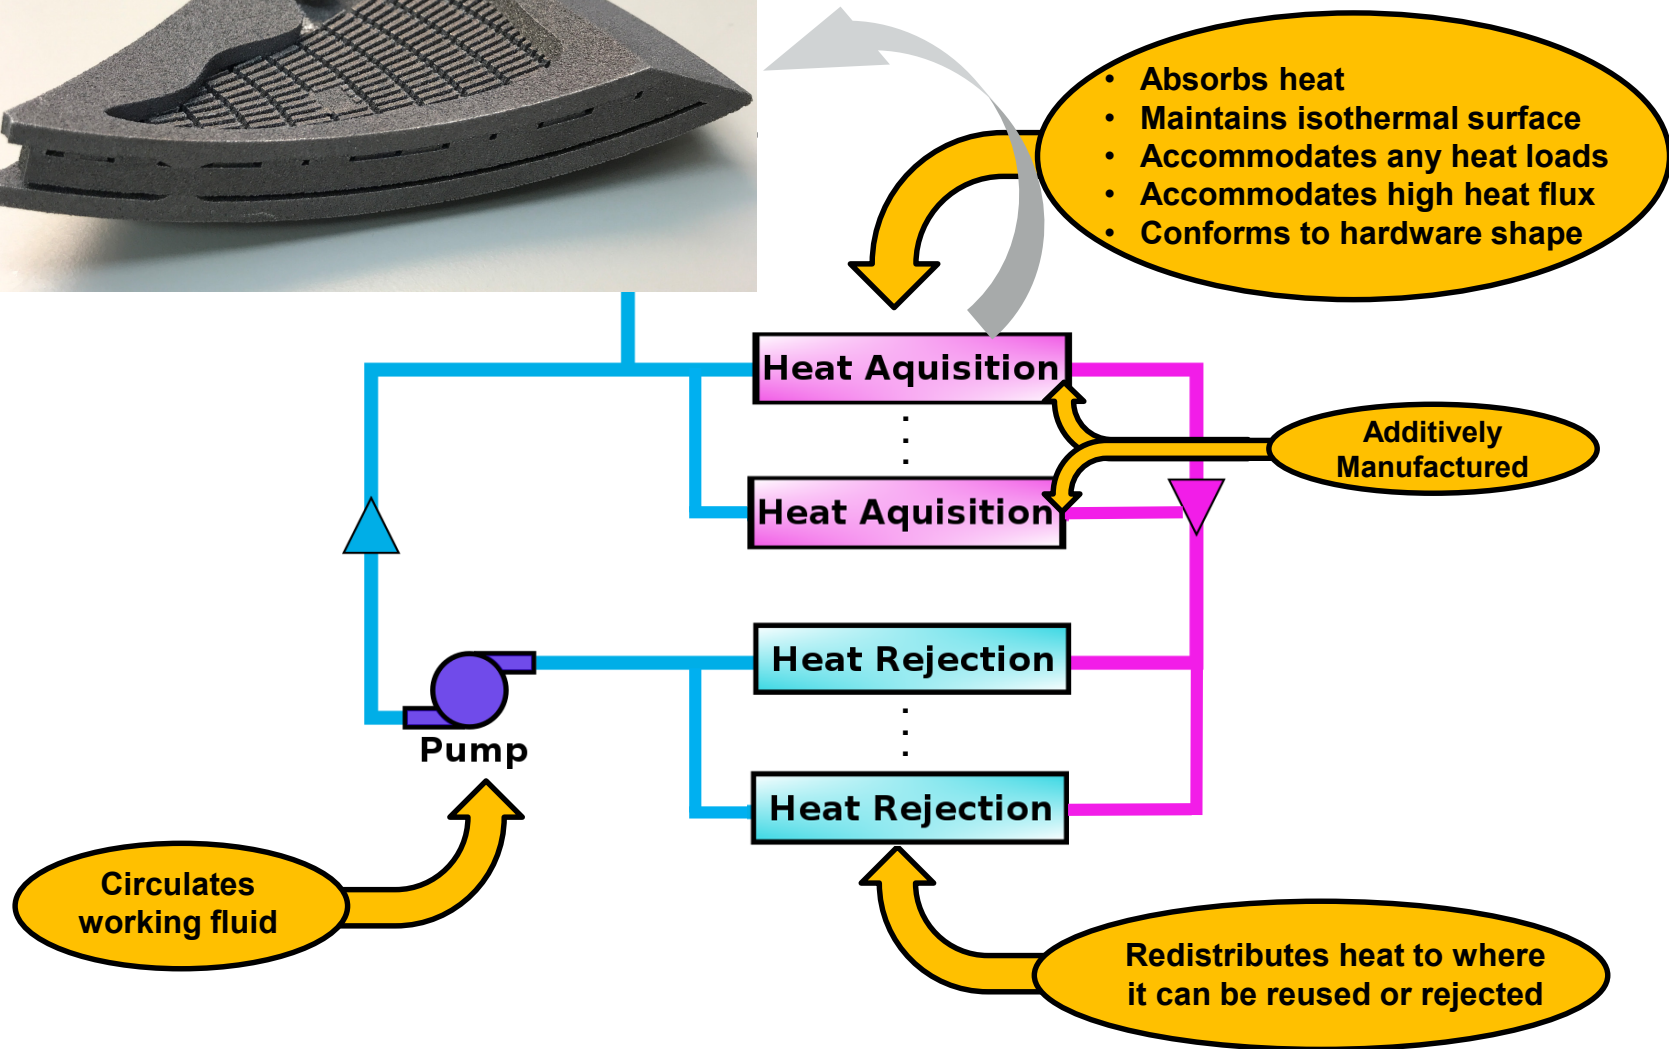 • Absorbs heat
• Maintains isothermal surface
• Accommodates any heat loads
• Accommodates high heat flux
• Conforms to hardware shape
Heat Aquisition
Additively
Manufactured
Heat Aquisition
Heat Rejection
Pump
Heat Rejection
Circulates
working fluid
Redistributes heat to where
it can be reused or rejected